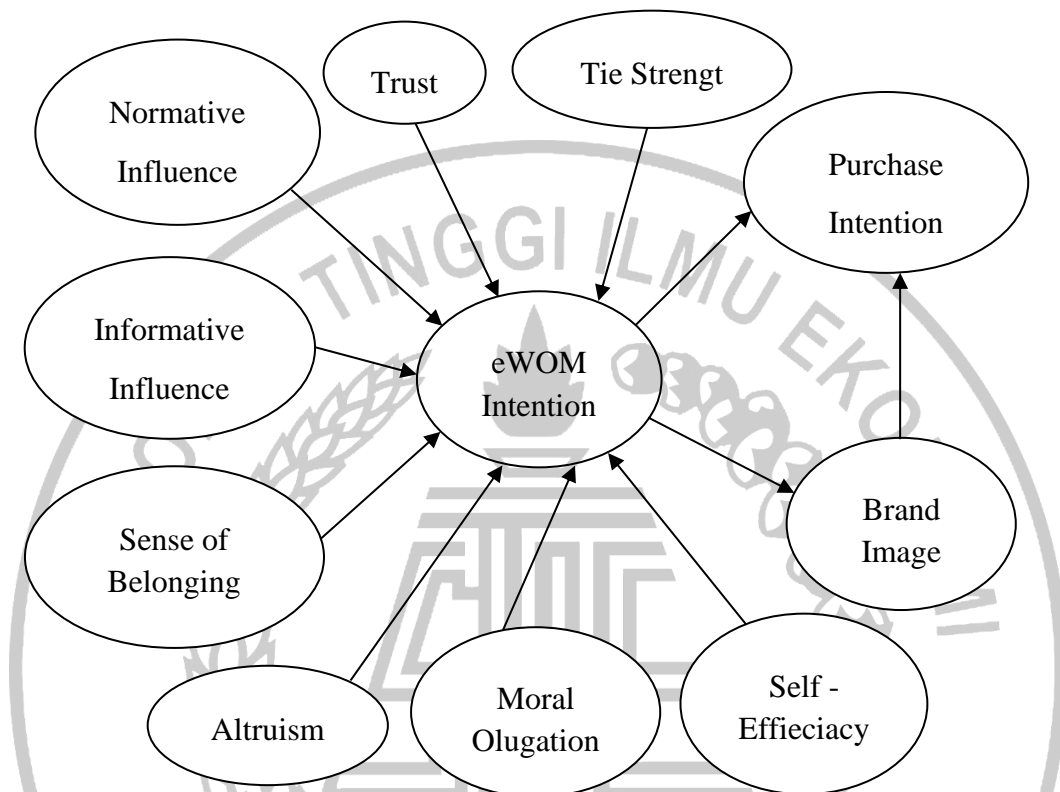 Trust
Tie Strengt
Normative
Influence
Purchase
Intention
TINGGI ILMU EKO
Informative
Influence
eWOM
Intention
Sense of
Belonging
Brand
Image
Altruism
Moral
Olugation
Self -
Effieciacy